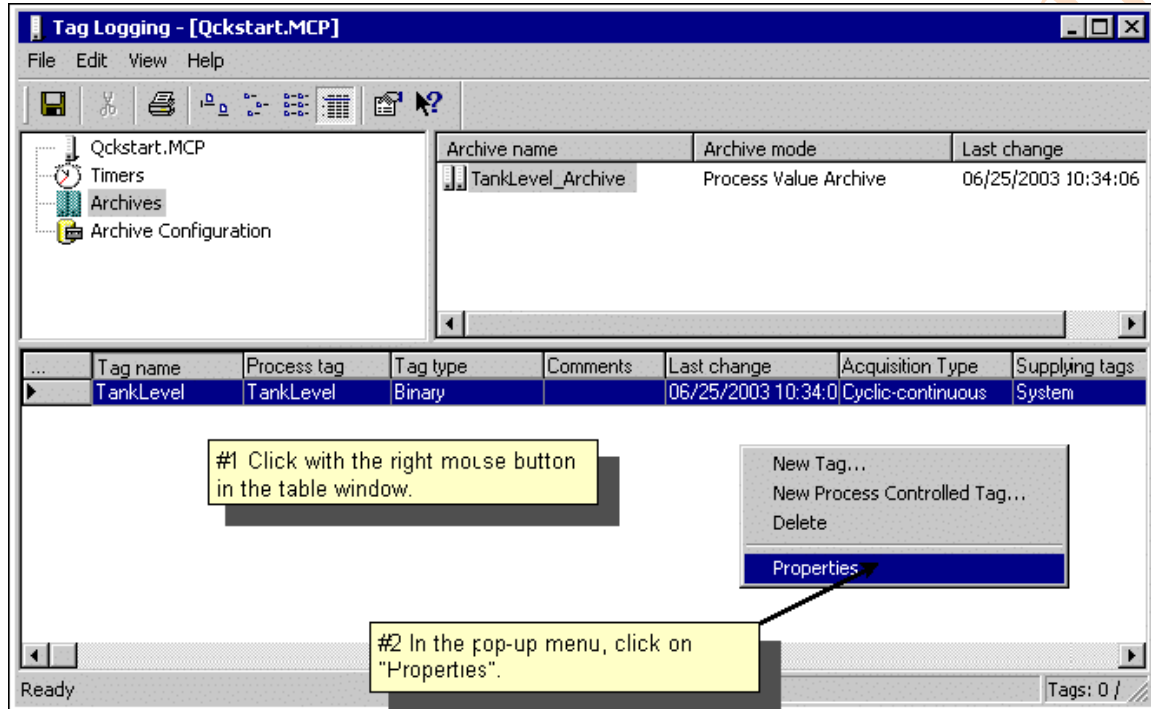 Tag Logging - [Qckstart.MCP]
File Edit View Help
Qckstart.MCP
Timers
Archives
Archive Configuration
Archive name Archive mode Last change
TankLevel_Archive Process Value Archive 06/25/2003 10:34:06
... Tag name Process tag Tag type Comments Last change Acquisition Type Supplying tags
TankLevel TankLevel Binary 06/25/2003 10:34:0 Cyclic-continuous System
#1 Click with the right mouse button
in the table window.
New Tag...
New Process Controlled Tag...
Delete
Properties
#2 In the pop-up menu, click on
"Properties".
Ready
Tags: 0 /